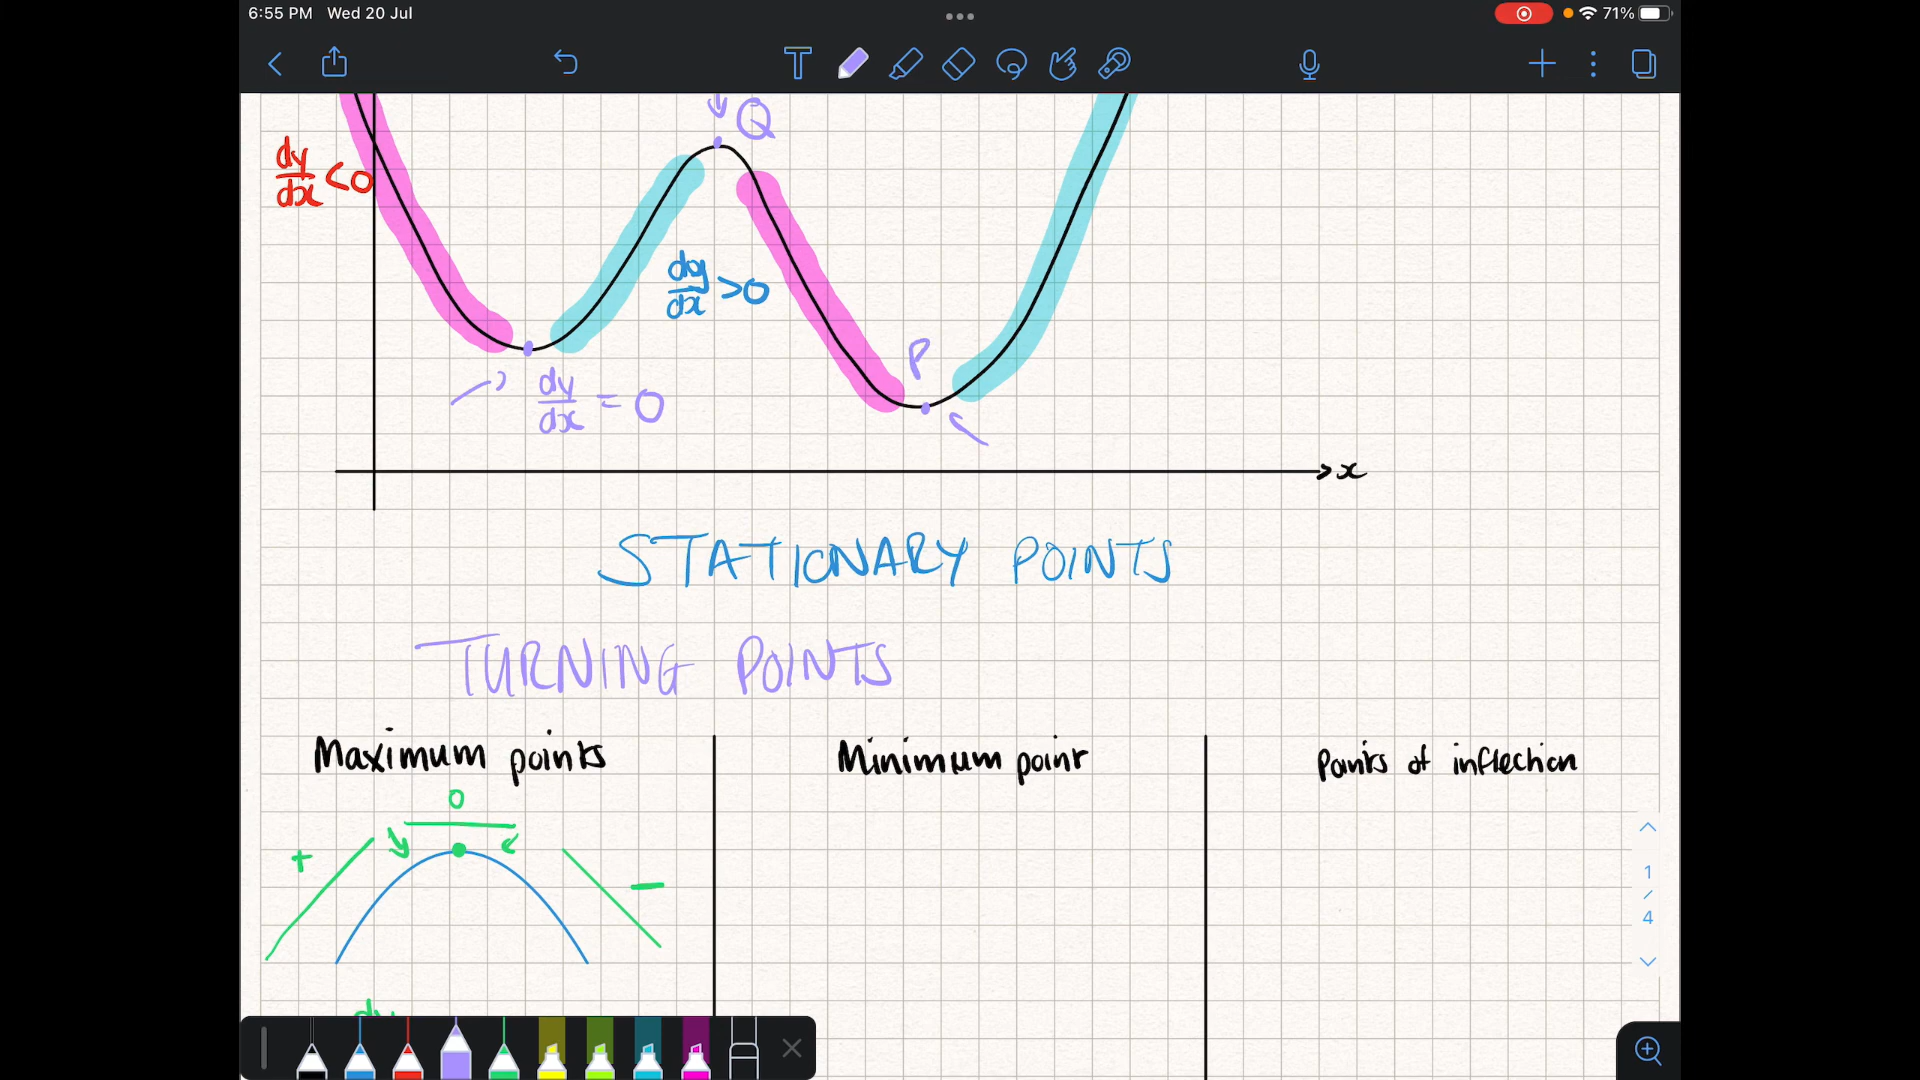 6:55 PM Wed 20 Jul
71%
T
Q
dy/dx < 0
dy/dx > 0
P
dy/dx = 0
x
STATIONARY POINTS
TURNING POINTS
Maximum points
Minimum point
Points of inflection
0
+
−
1
/
4
dy